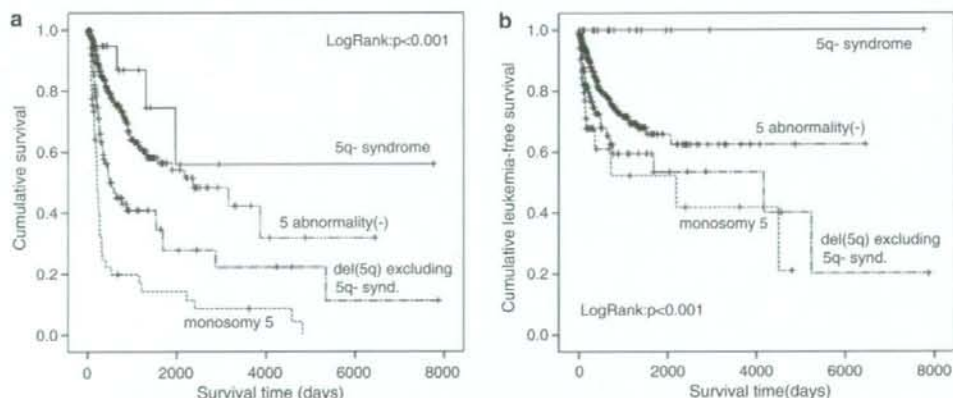 a
LogRank:p<0.001
Cumulative survival
1.0
0.8
0.6
0.4
0.2
0.0
5q- syndrome
5 abnormality(-)
del(5q) excluding
5q- synd.
monosomy 5
0
2000
4000
6000
8000
Survival time (days)
b
Cumulative leukemia-free survival
1.0
0.8
0.6
0.4
0.2
0.0
5q- syndrome
5 abnormality(-)
monosomy 5
del(5q) excluding
5q- synd.
LogRank:p<0.001
0
2000
4000
6000
8000
Survival time(days)